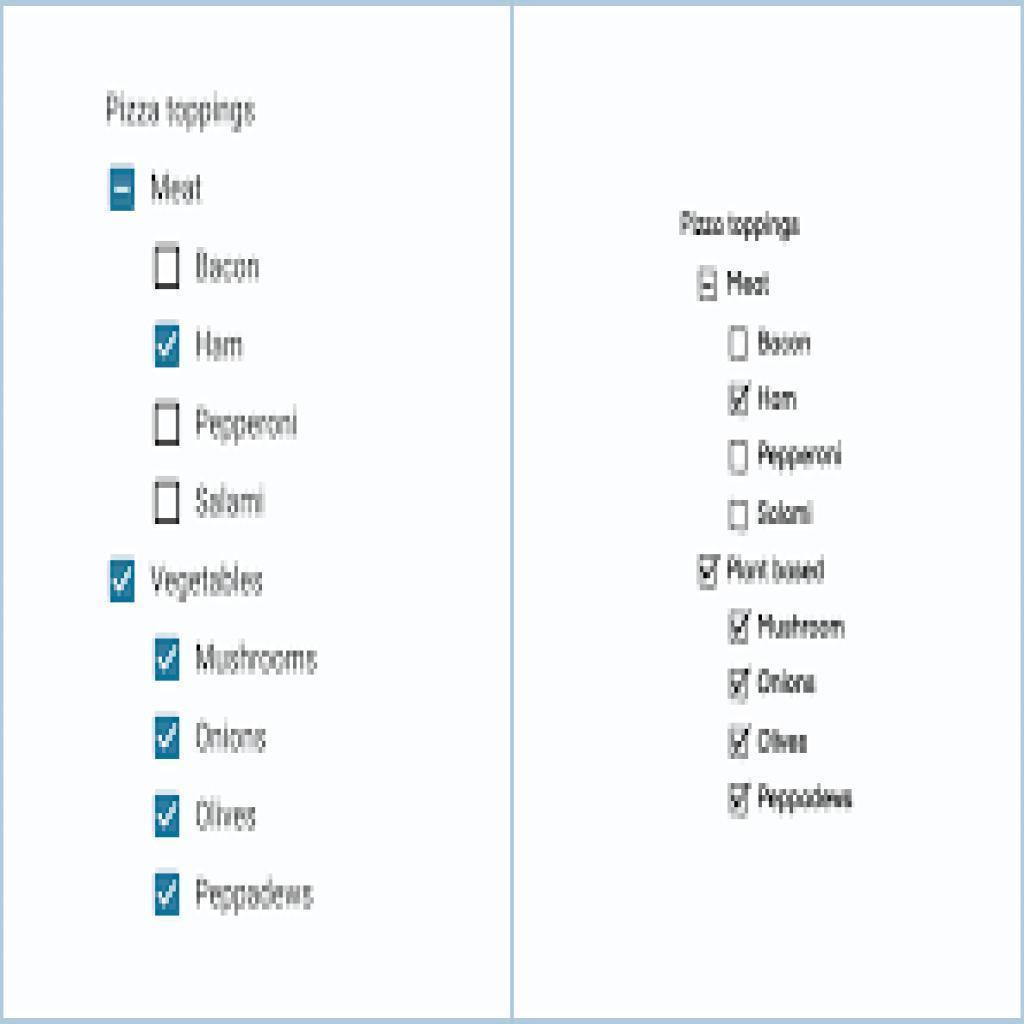 Pizza toppings
Meat
Bacon
Ham
Pepperoni
Salami
Vegetables
Mushrooms
Onions
Olives
Peppadews
Pizza toppings
Meat
Bacon
Ham
Pepperoni
Salami
Plant based
Mushroom
Onions
Olives
Peppadews